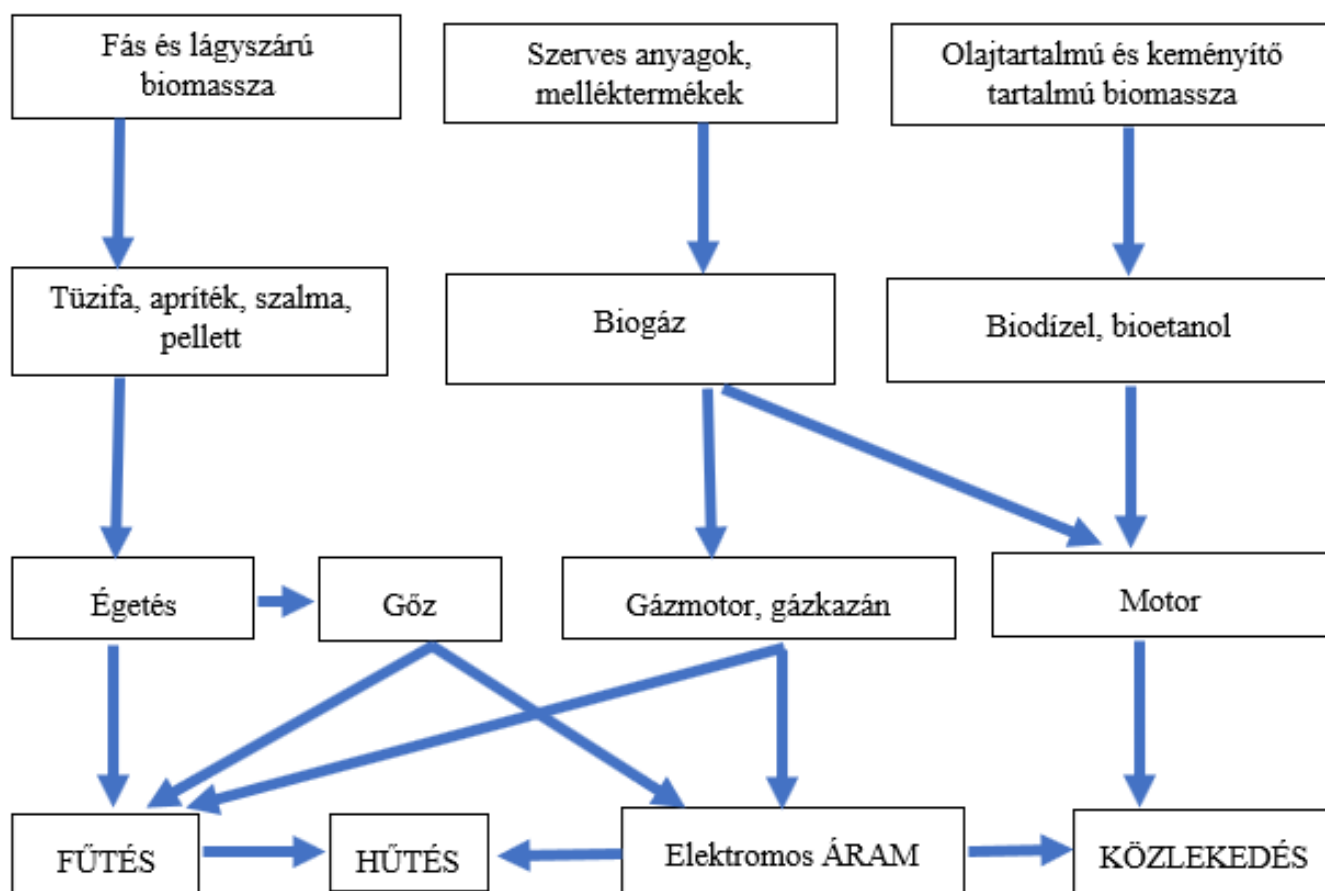 Fás és lágyszárú
biomassza
Szerves anyagok,
melléktermékek
Olajtartalmú és keményítő
tartalmú biomassza
Tüzifa, apríték, szalma,
pellett
Biogáz
Biodízel, bioetanol
Égetés
Gőz
Gázmotor, gázkazán
Motor
FŰTÉS
HŰTÉS
Elektromos ÁRAM
KÖZLEKEDÉS